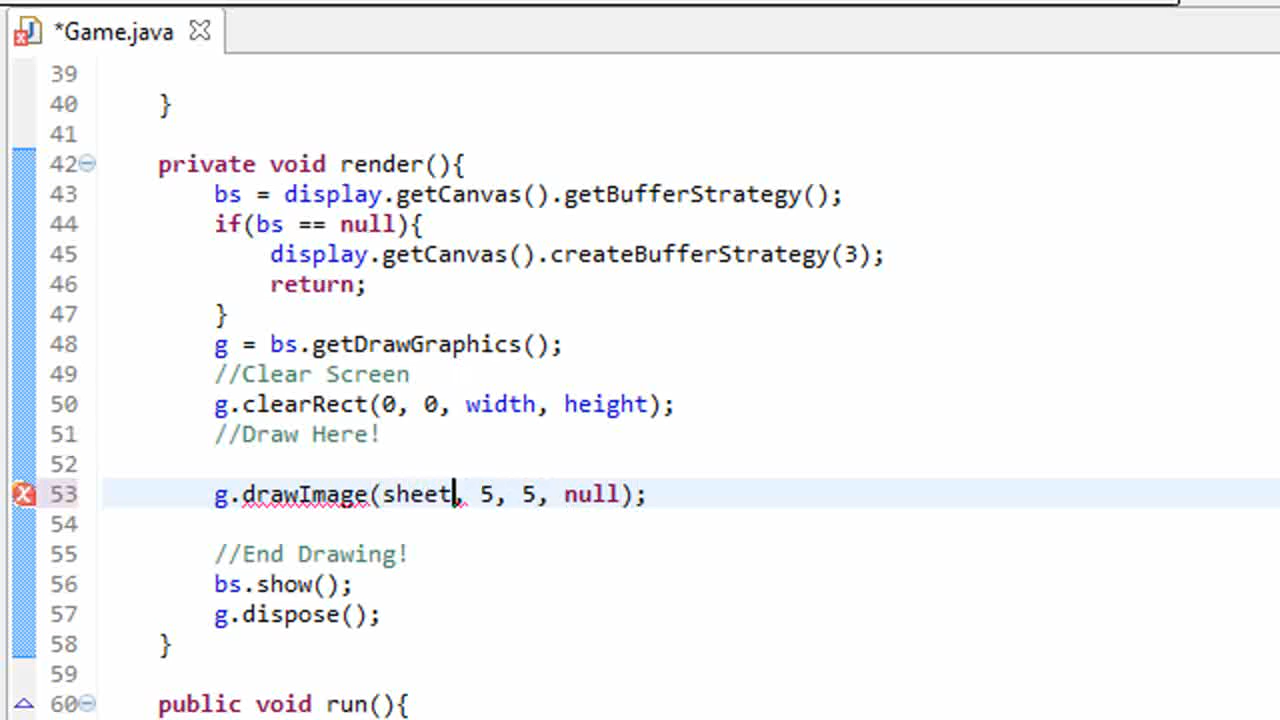 *Game.java
39
40 }
41
42 private void render(){
43 bs = display.getCanvas().getBufferStrategy();
44 if(bs == null){
45 display.getCanvas().createBufferStrategy(3);
46 return;
47 }
48 g = bs.getDrawGraphics();
49 //Clear Screen
50 g.clearRect(0, 0, width, height);
51 //Draw Here!
52
53 g.drawImage(sheet, 5, 5, null);
54
55 //End Drawing!
56 bs.show();
57 g.dispose();
58 }
59
60 public void run(){